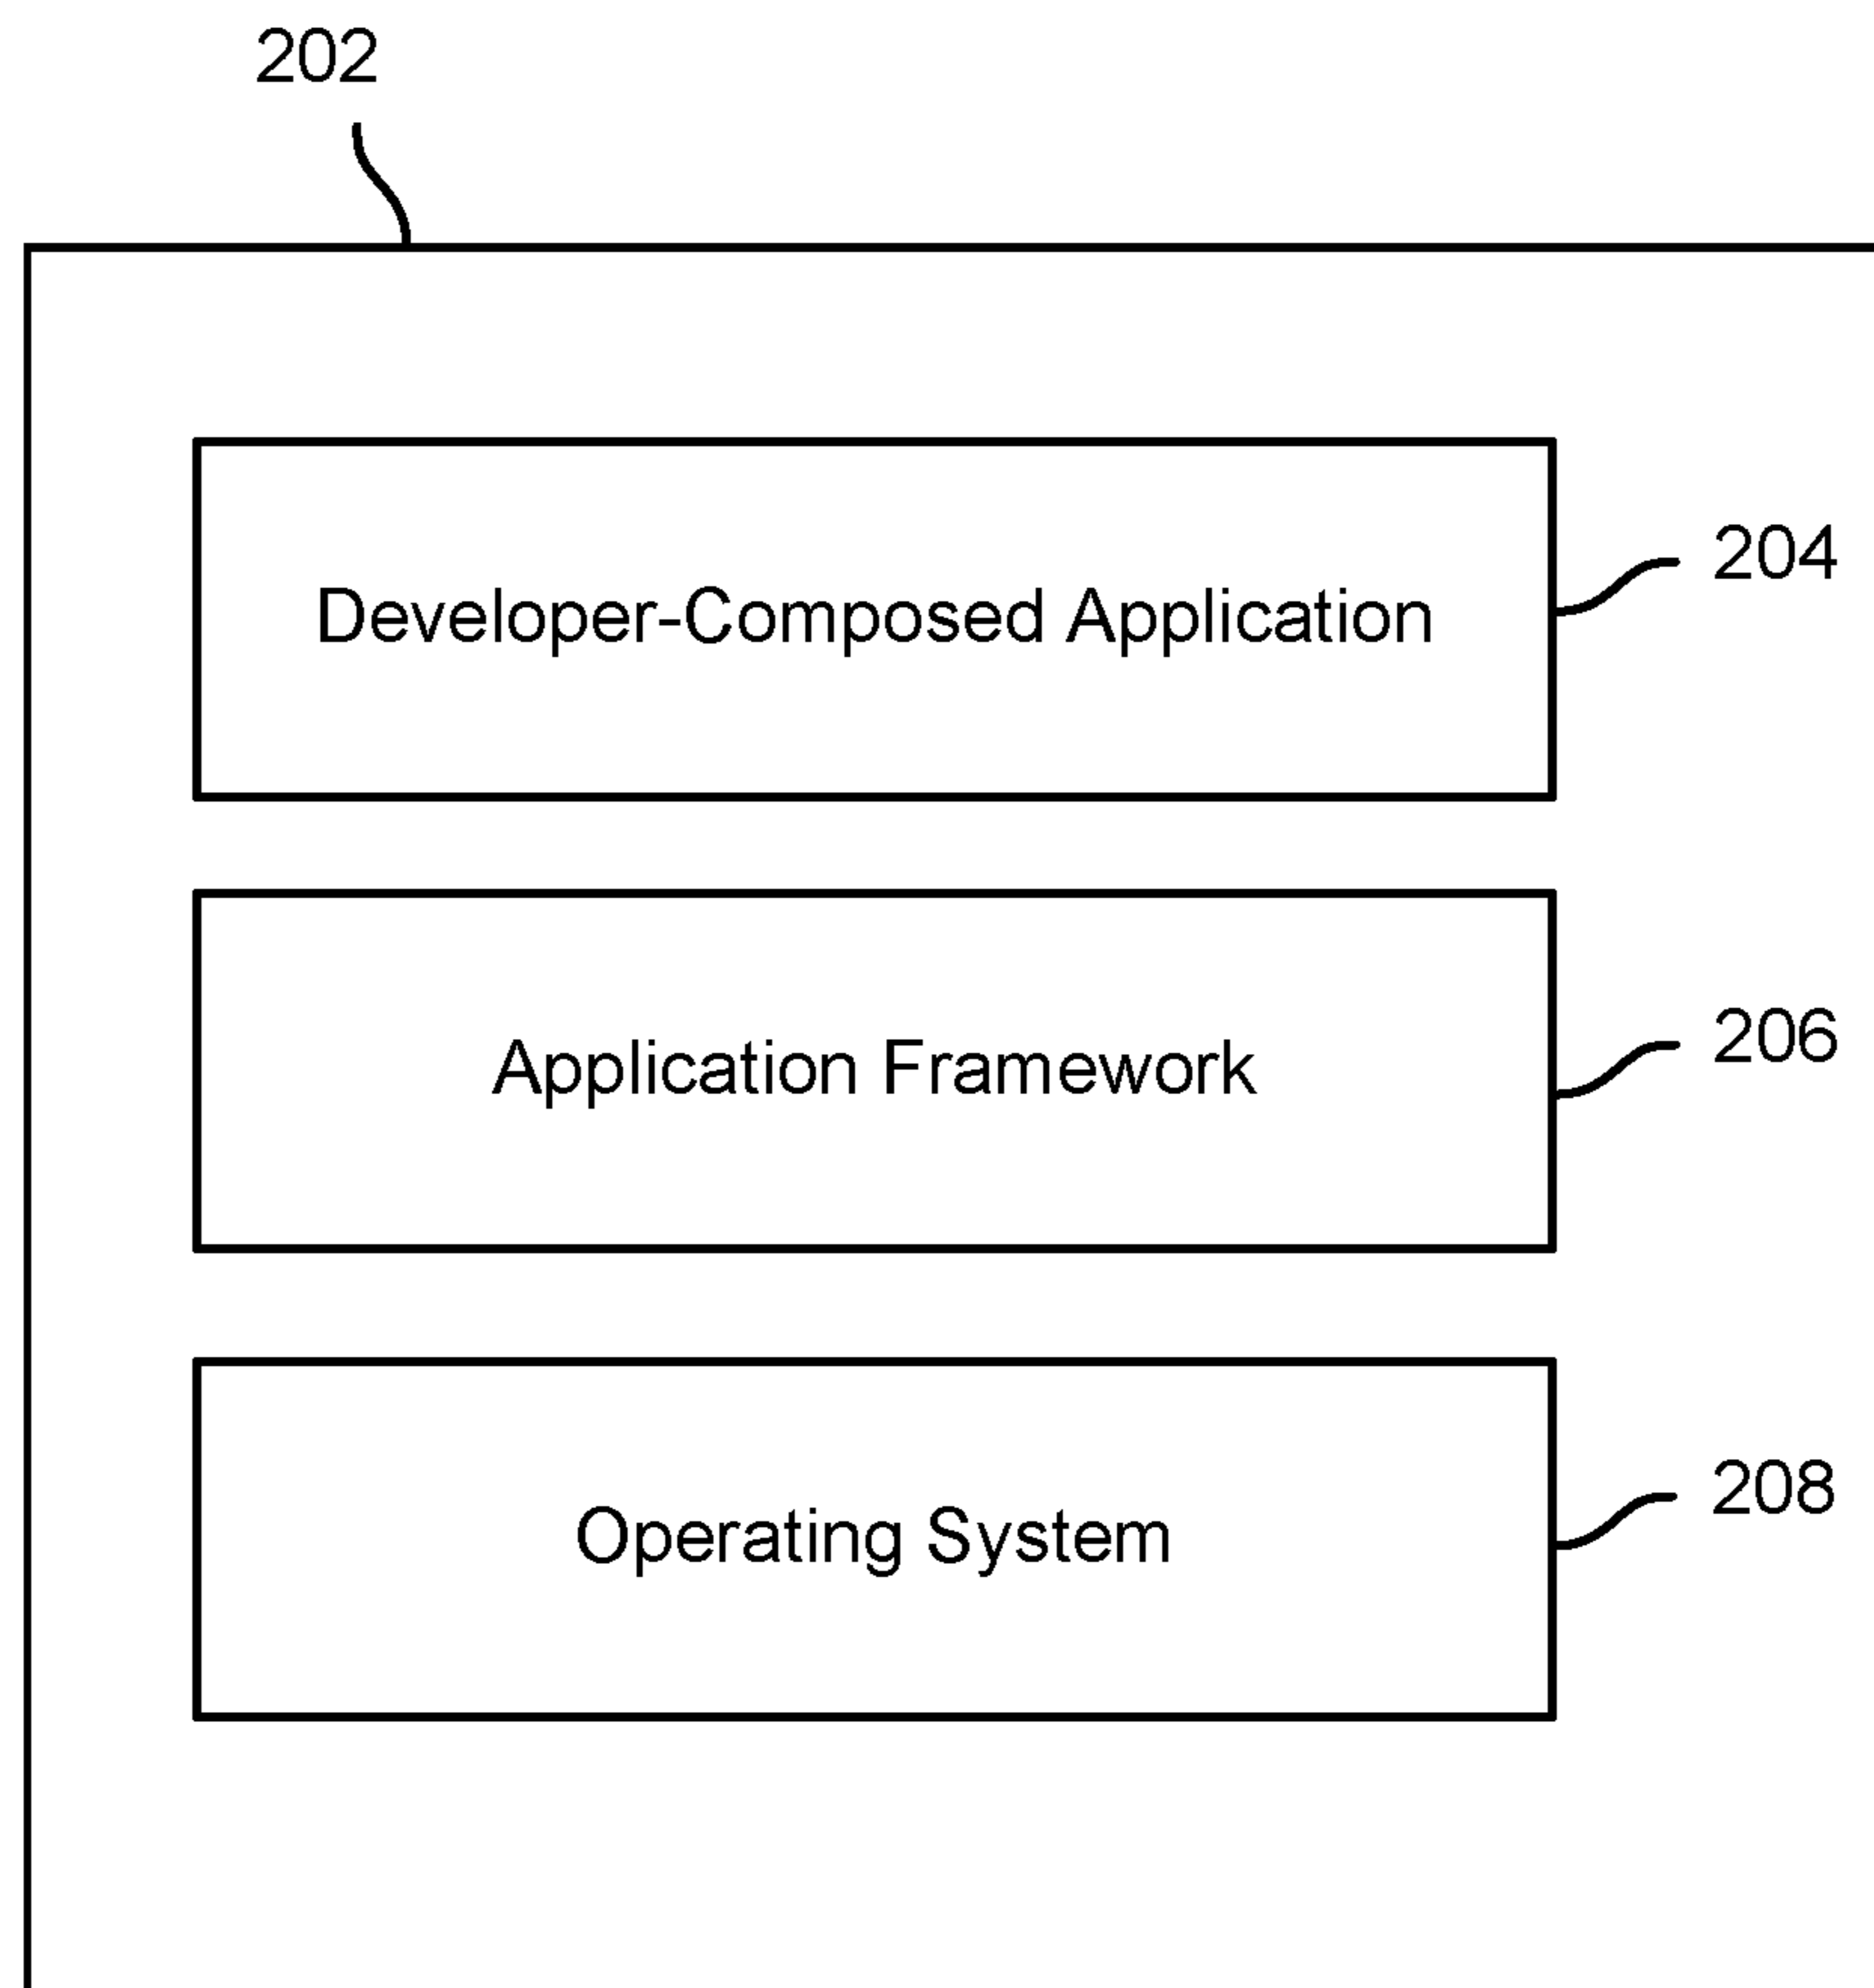 202
Developer-Composed Application
204
Application Framework
206
Operating System
208